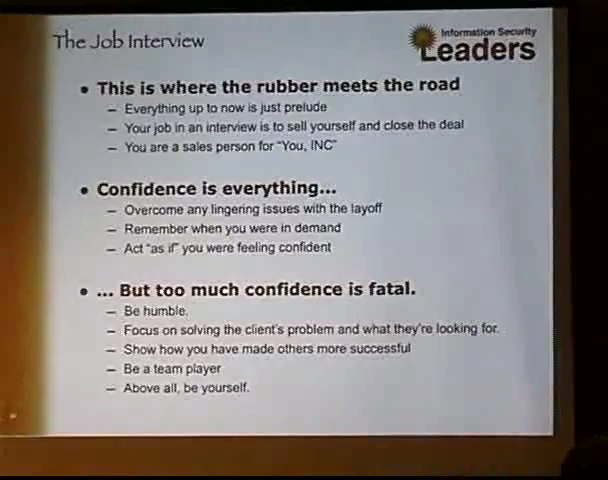 The Job Interview
Information Security
Leaders
• This is where the rubber meets the road
– Everything up to now is just prelude
– Your job in an interview is to sell yourself and close the deal
– You are a sales person for "You, INC"
• Confidence is everything...
– Overcome any lingering issues with the layoff
– Remember when you were in demand
– Act "as if" you were feeling confident
• ... But too much confidence is fatal.
– Be humble.
– Focus on solving the client's problem and what they're looking for.
– Show how you have made others more successful
– Be a team player
– Above all, be yourself.